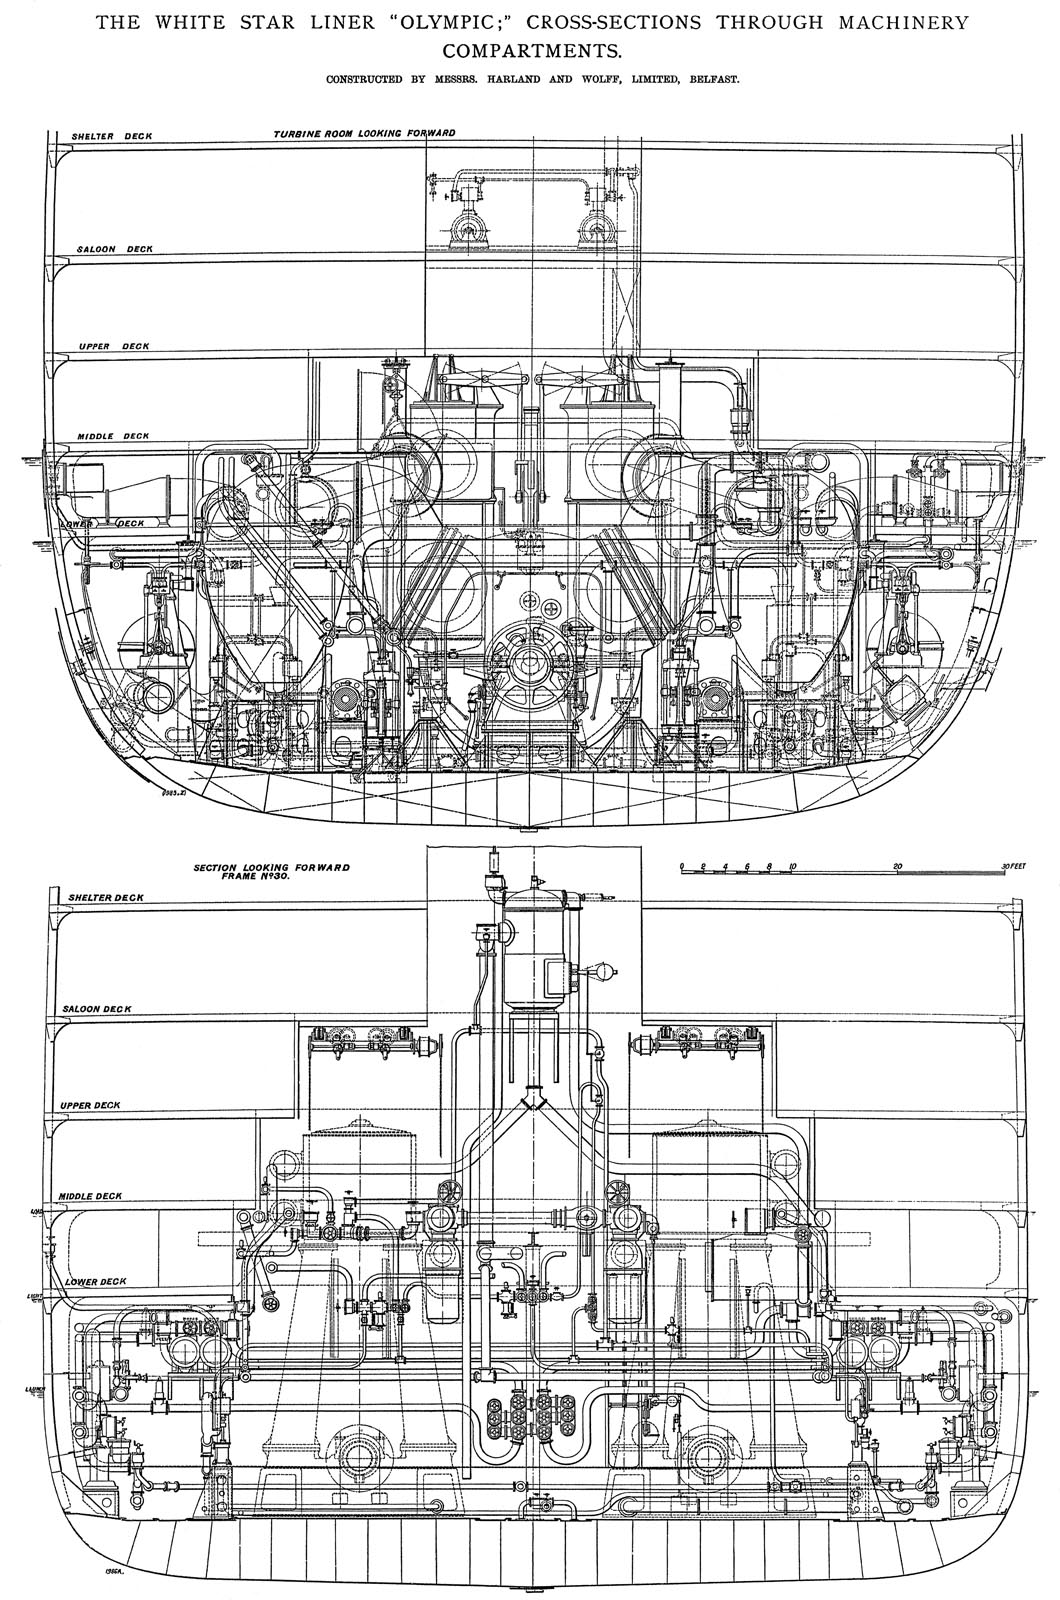 THE WHITE STAR LINER “OLYMPIC;” CROSS-SECTIONS THROUGH MACHINERY
COMPARTMENTS.
CONSTRUCTED BY MESSRS. HARLAND AND WOLFF, LIMITED, BELFAST.
SHELTER DECK
TURBINE ROOM LOOKING FORWARD
SALOON DECK
UPPER DECK
MIDDLE DECK
LOWER DECK
SECTION LOOKING FORWARD
FRAME Nº30.
0 2 4 6 8 10 20 30 FEET
SHELTER DECK
SALOON DECK
UPPER DECK
MIDDLE DECK
LOAD
LOWER DECK
LIGHT
LAUNCH